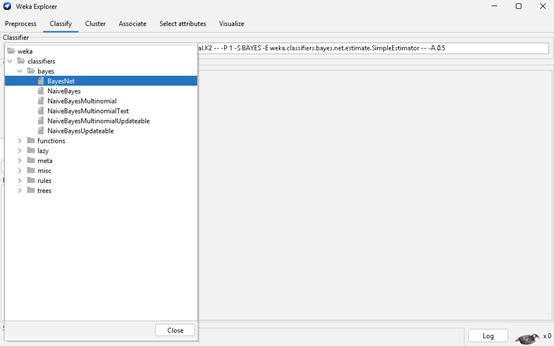 Weka Explorer
Preprocess Classify Cluster Associate Select attributes Visualize
Classifier
al.K2 -- -P 1 -S BAYES -E weka.classifiers.bayes.net.estimate.SimpleEstimator -- -A 0.5
weka
classifiers
bayes
BayesNet
NaiveBayes
NaiveBayesMultinomial
NaiveBayesMultinomialText
NaiveBayesMultinomialUpdateable
NaiveBayesUpdateable
functions
lazy
meta
misc
rules
trees
Close
Log
x 0